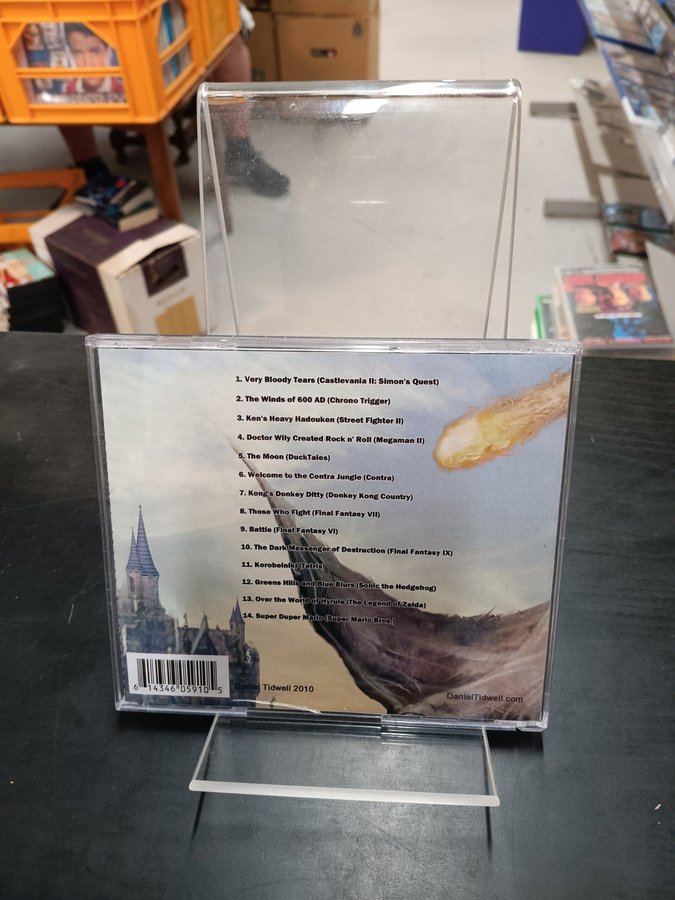 1. Very Bloody Tears (Castlevania II: Simon's Quest)
2. The Winds of 600 AD (Chrono Trigger)
3. Ken's Heavy Hadouken (Street Fighter II)
4. Doctor Wily Created Rock n' Roll (Megaman II)
5. The Moon (DuckTales)
6. Welcome to the Contra Jungle (Contra)
7. Kong's Donkey Ditty (Donkey Kong Country)
8. Those Who Fight (Final Fantasy VII)
9. Battle (Final Fantasy VI)
10. The Dark Messenger of Destruction (Final Fantasy IX)
11. Korobeiniki (Tetris)
12. Greens Hills and Blue Blurs (Sonic the Hedgehog)
13. Over the World of Hyrule (The Legend of Zelda)
14. Super Duper Mario (Super Mario Bros.)
6 14346 05910 5
Daniel Tidwell 2010
DanielTidwell.com